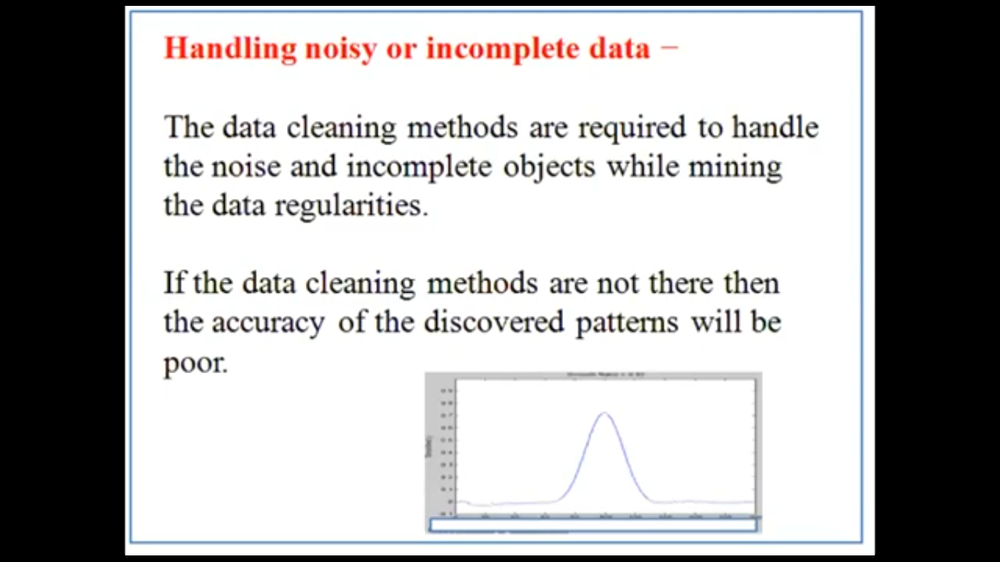 Handling noisy or incomplete data −
The data cleaning methods are required to handle
the noise and incomplete objects while mining
the data regularities.
If the data cleaning methods are not there then
the accuracy of the discovered patterns will be
poor.